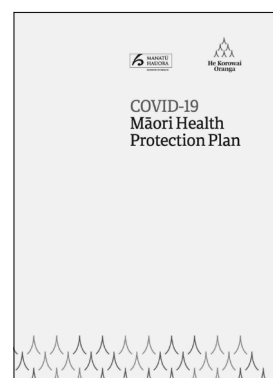 MANATŪ
HAUORA
He Korowai
Oranga
COVID-19
Māori Health
Protection Plan